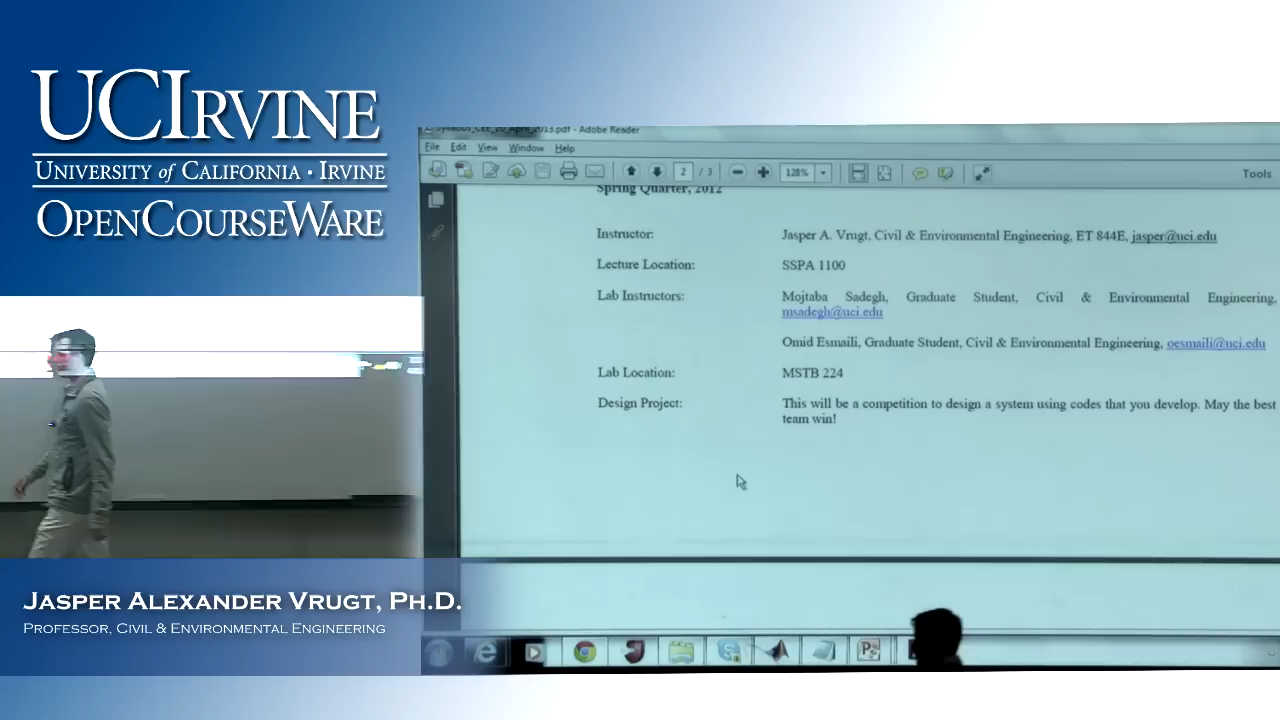 UCIRVINE
UNIVERSITY of CALIFORNIA · IRVINE
OPENCOURSEWARE
JASPER ALEXANDER VRUGT, PH.D.
PROFESSOR, CIVIL & ENVIRONMENTAL ENGINEERING
Syllabus_CEE_20_April_2013.pdf - Adobe Reader
File Edit View Window Help
2 / 3 128% Tools
Spring Quarter, 2012
Instructor: Jasper A. Vrugt, Civil & Environmental Engineering, ET 844E, jasper@uci.edu
Lecture Location: SSPA 1100
Lab Instructors: Mojtaba Sadegh, Graduate Student, Civil & Environmental Engineering,
msadegh@uci.edu
Omid Esmaili, Graduate Student, Civil & Environmental Engineering, oesmaili@uci.edu
Lab Location: MSTB 224
Design Project: This will be a competition to design a system using codes that you develop. May the best
team win!